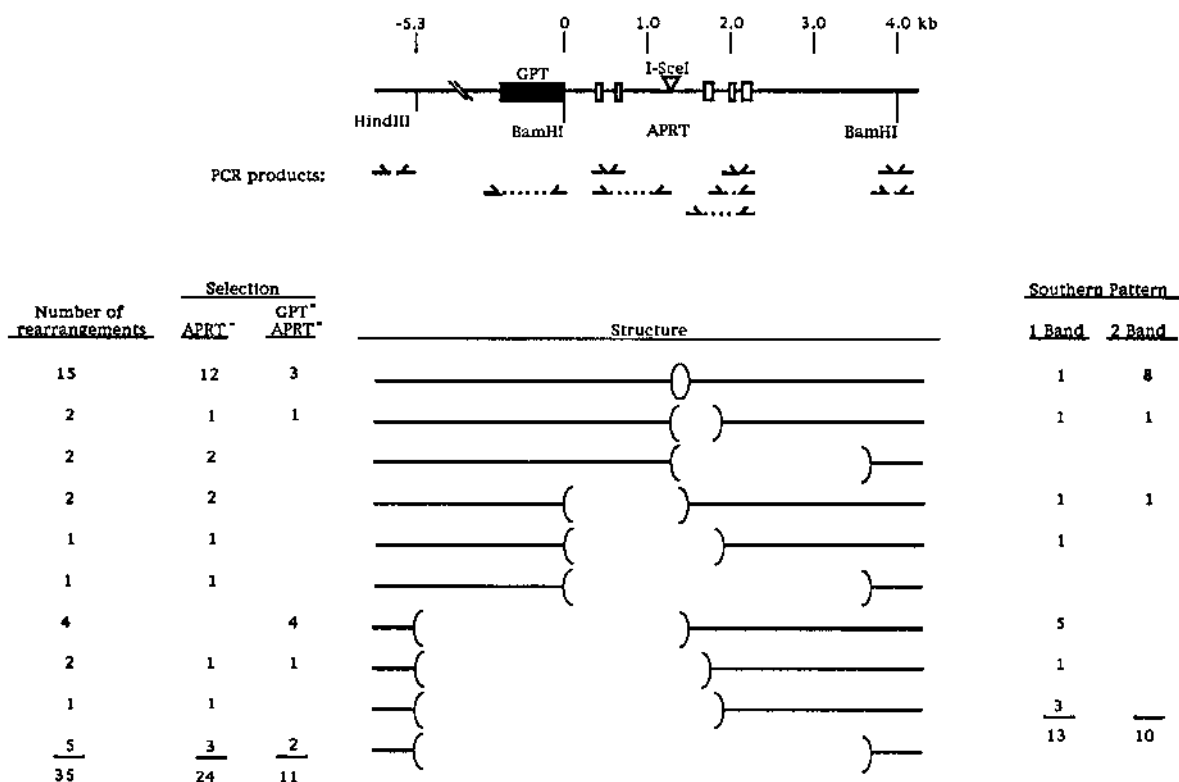 -5.3 0 1.0 2.0 3.0 4.0 kb
I-SceI
GPT
HindIII BamHI APRT BamHI
PCR products:
Selection Southern Pattern
Number of rearrangements APRT⁻ GPT⁻ APRT⁻ Structure 1 Band 2 Band
15 12 3 1 8
2 1 1 1 1
2 2
2 2 1 1
1 1 1
1 1
4 4 5
2 1 1 1
1 1 3
13 10
5 3 2
35 24 11